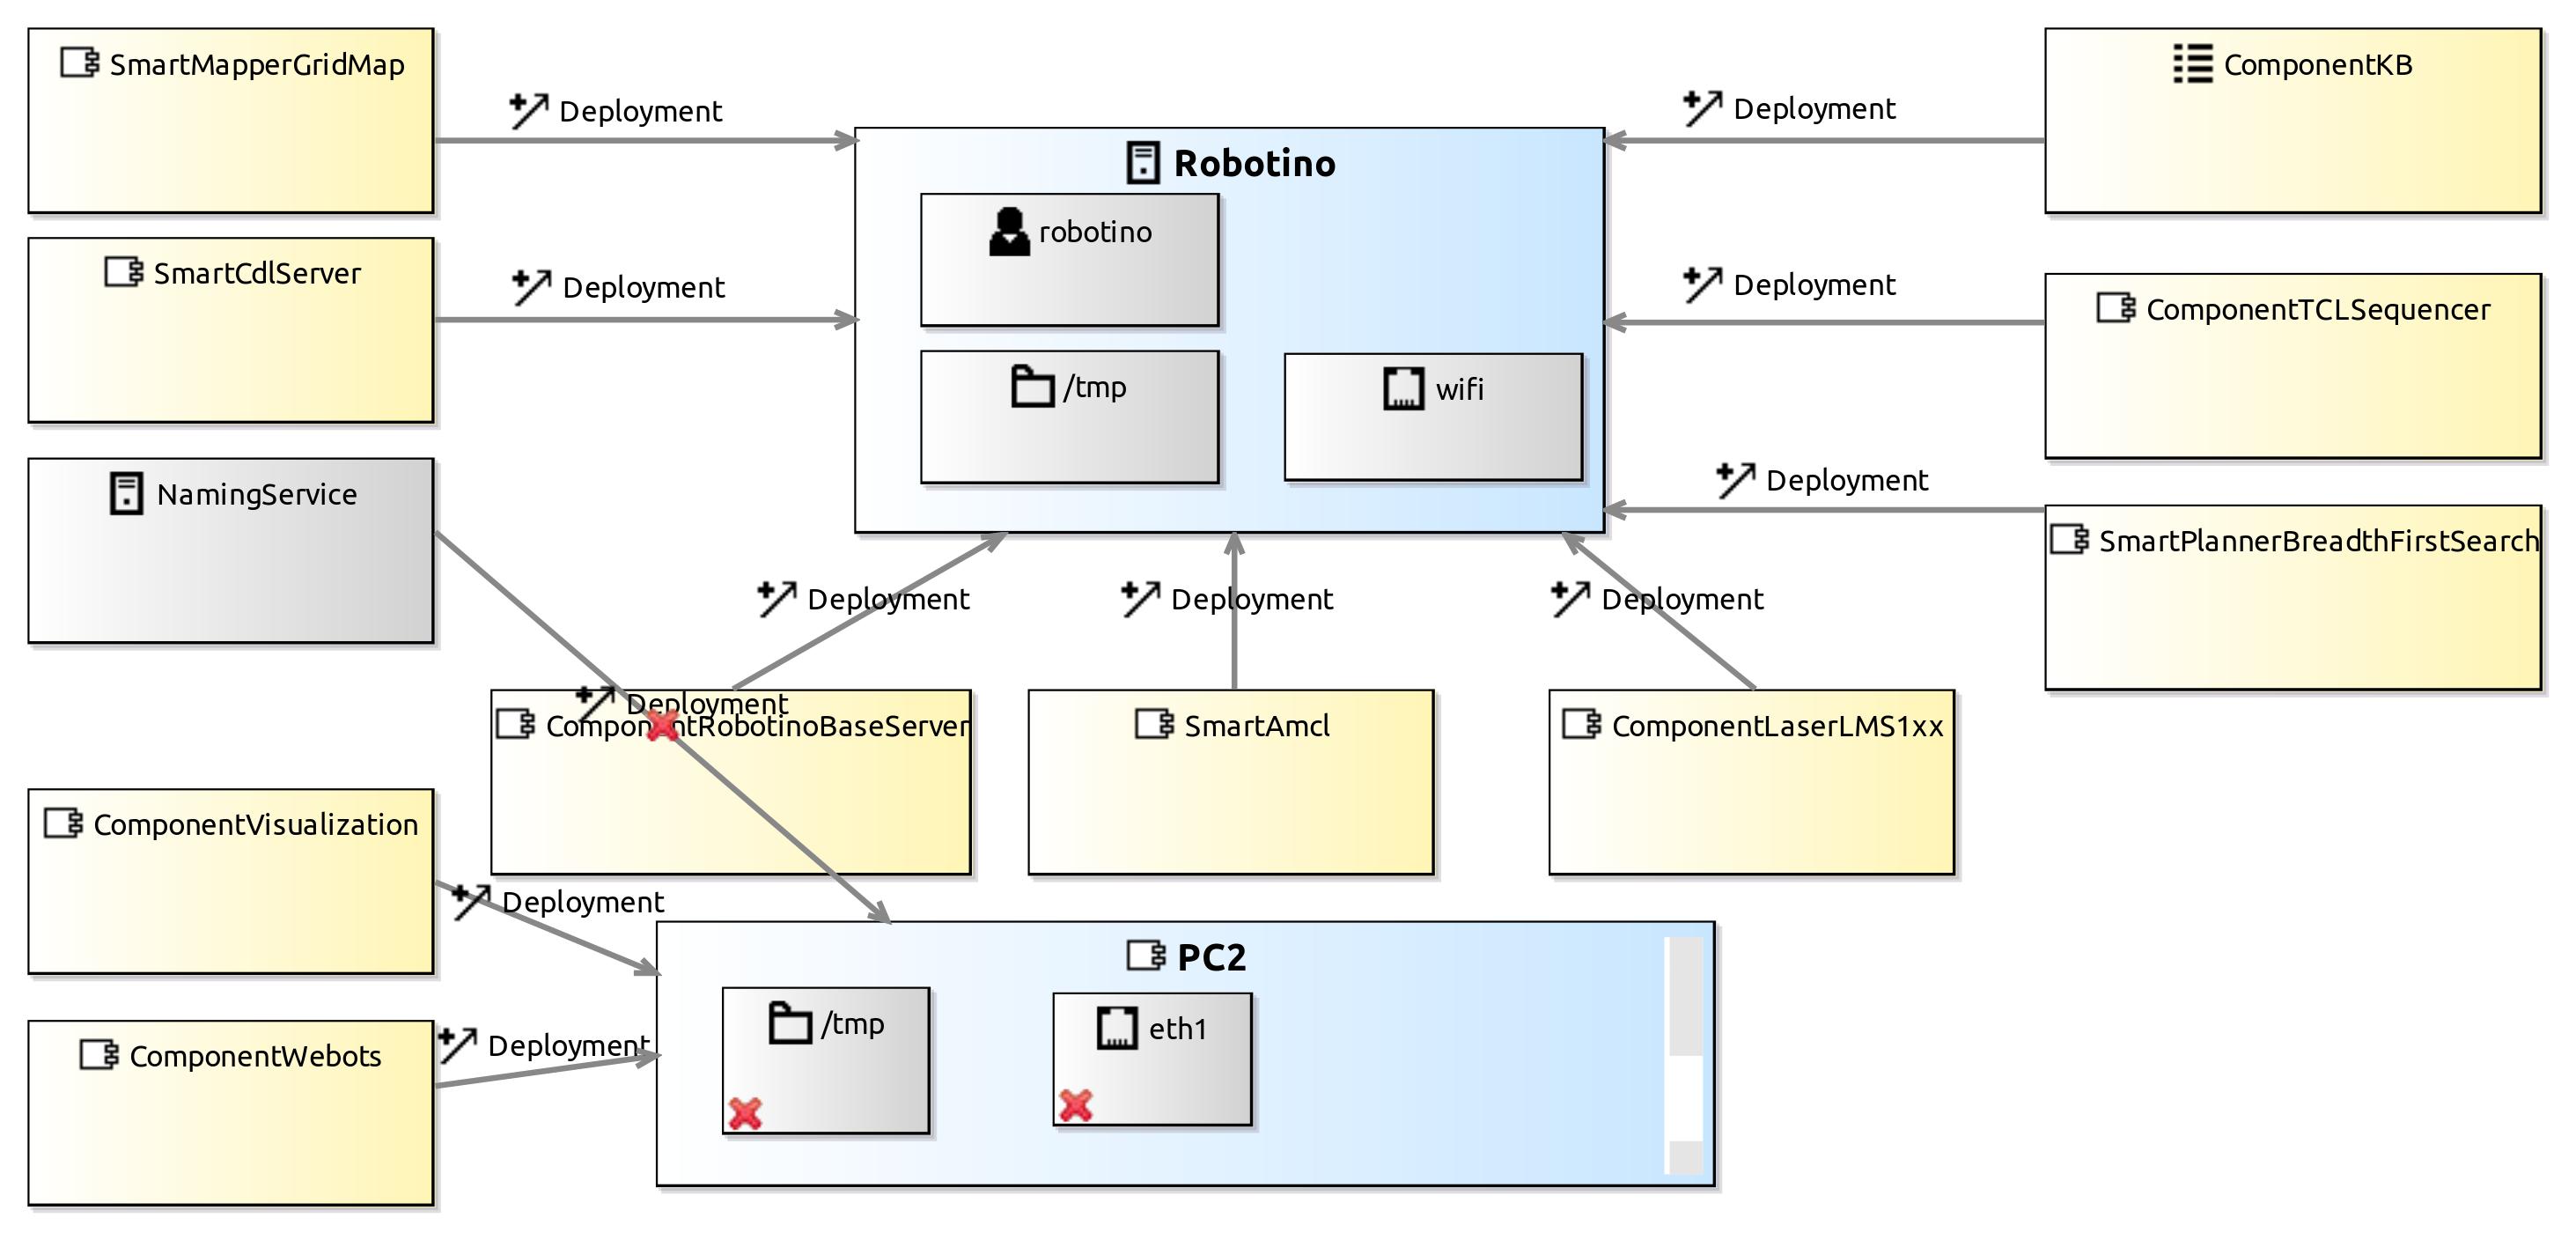 SmartMapperGridMap
Deployment
Deployment
ComponentKB
Robotino
robotino
SmartCdlServer
Deployment
Deployment
ComponentTCLSequencer
/tmp
wifi
NamingService
Deployment
SmartPlannerBreadthFirstSearch
Deployment
Deployment
Deployment
Deployment
ComponentRobotinoBaseServer
SmartAmcl
ComponentLaserLMS1xx
ComponentVisualization
Deployment
PC2
/tmp
eth1
ComponentWebots
Deployment